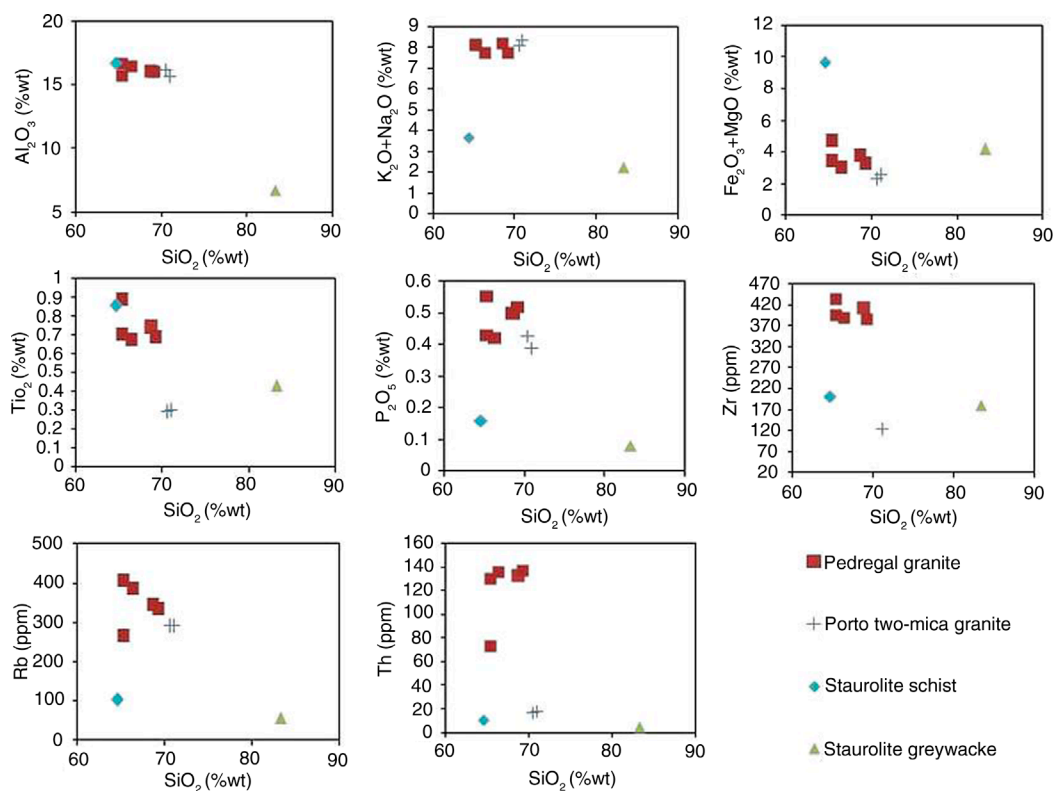 20
15
10
5
60 70 80 90
Al2O3 (%wt)
SiO2 (%wt)
9
8
7
6
5
4
3
2
1
0
60 70 80 90
K2O+Na2O (%wt)
SiO2 (%wt)
12
10
8
6
4
2
0
60 70 80 90
Fe2O3+MgO (%wt)
SiO2 (%wt)
1
0.9
0.8
0.7
0.6
0.5
0.4
0.3
0.2
0.1
0
60 70 80 90
Tio2 (%wt)
SiO2 (%wt)
0.6
0.5
0.4
0.3
0.2
0.1
0
60 70 80 90
P2O5 (%wt)
SiO2 (%wt)
470
420
370
320
270
220
170
120
70
20
60 70 80 90
Zr (ppm)
SiO2 (%wt)
500
400
300
200
100
0
60 70 80 90
Rb (ppm)
SiO2 (%wt)
160
140
120
100
80
60
40
20
0
60 70 80 90
Th (ppm)
SiO2 (%wt)
Pedregal granite
Porto two-mica granite
Staurolite schist
Staurolite greywacke